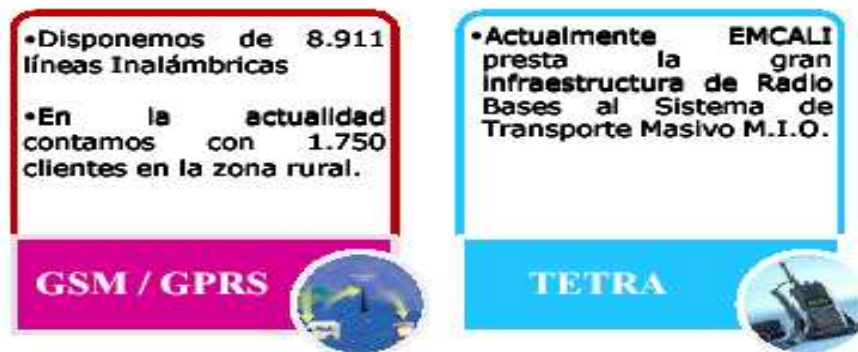 •Disponemos de 8.911
líneas Inalámbricas
•En la actualidad
contamos con 1.750
clientes en la zona rural.
GSM / GPRS
•Actualmente EMCALI
presta la gran
infraestructura de Radio
Bases al Sistema de
Transporte Masivo M.I.O.
TETRA